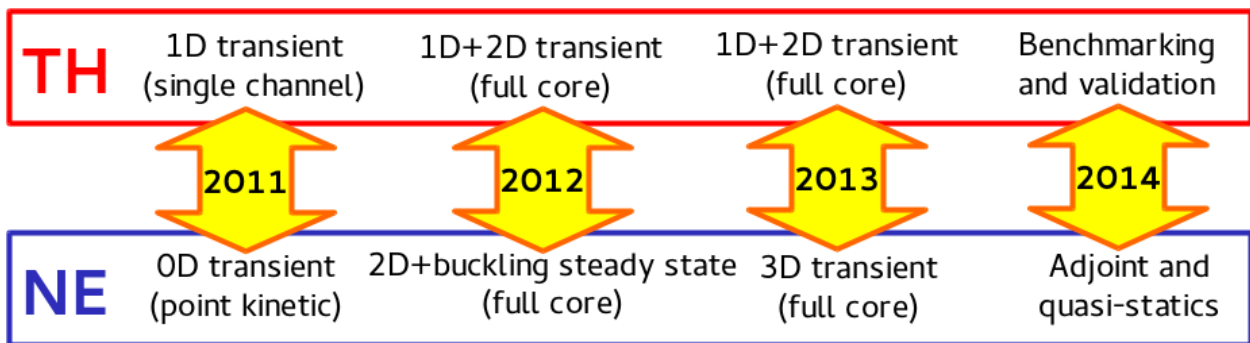 TH
1D transient
(single channel)
1D+2D transient
(full core)
1D+2D transient
(full core)
Benchmarking
and validation
2011
2012
2013
2014
NE
0D transient
(point kinetic)
2D+buckling steady state
(full core)
3D transient
(full core)
Adjoint and
quasi-statics